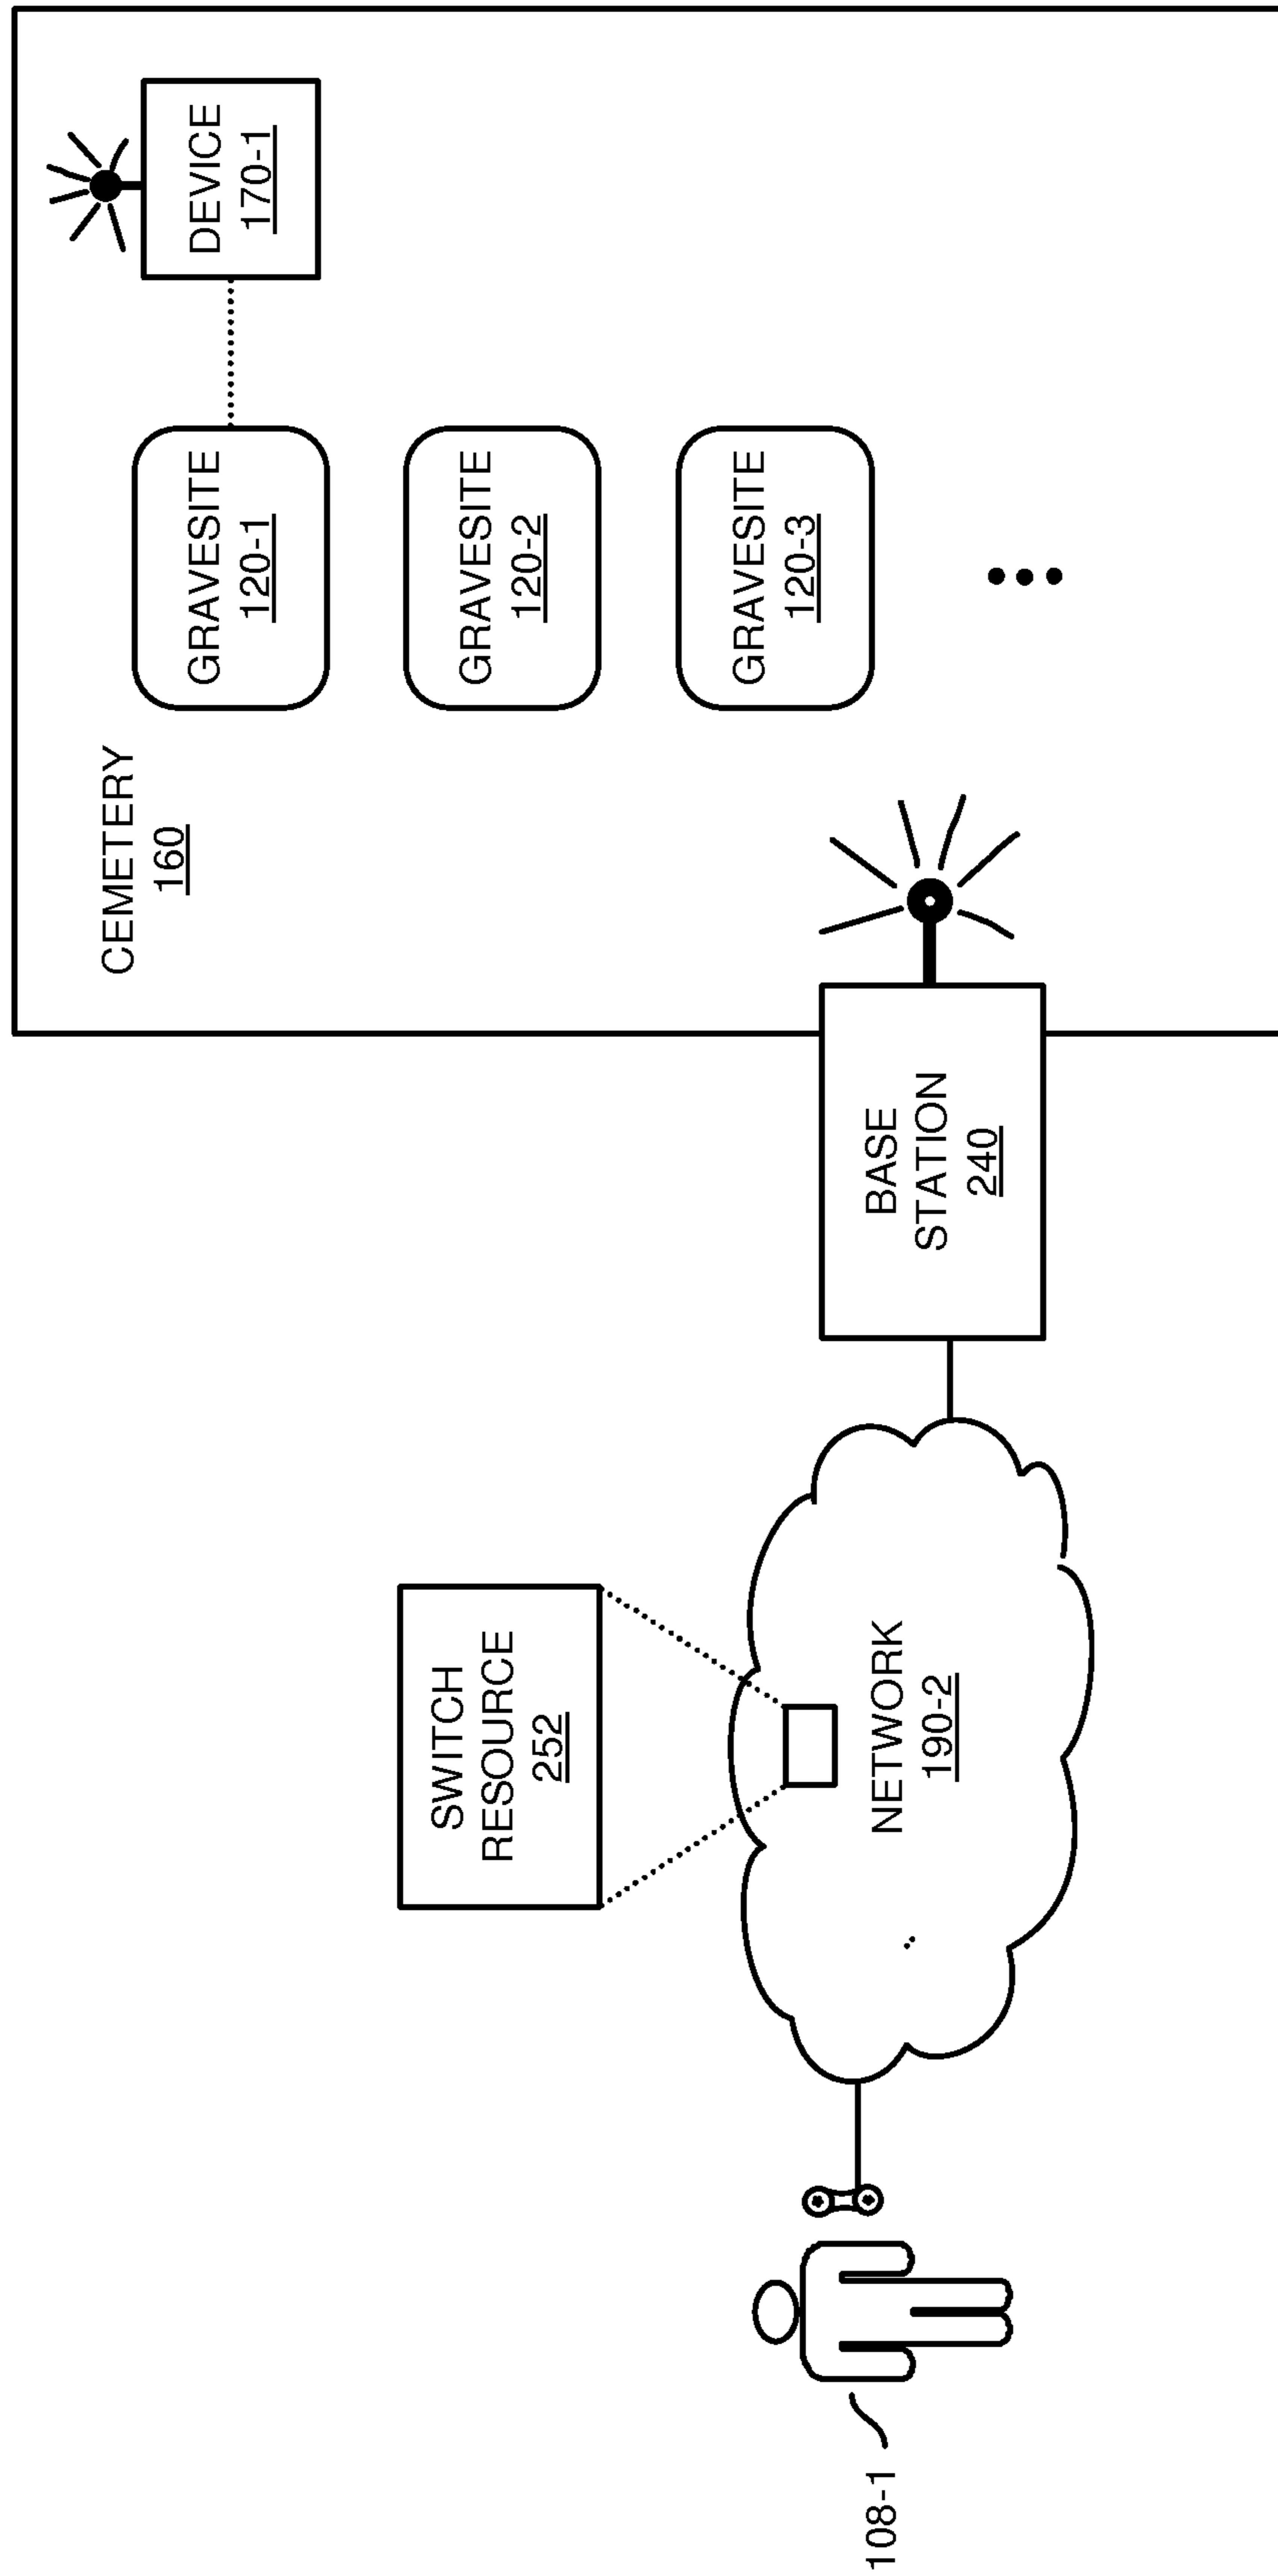 CEMETERY
160
GRAVESITE
120-1
DEVICE
170-1
GRAVESITE
120-2
GRAVESITE
120-3
SWITCH
RESOURCE
252
NETWORK
190-2
BASE
STATION
240
108-1